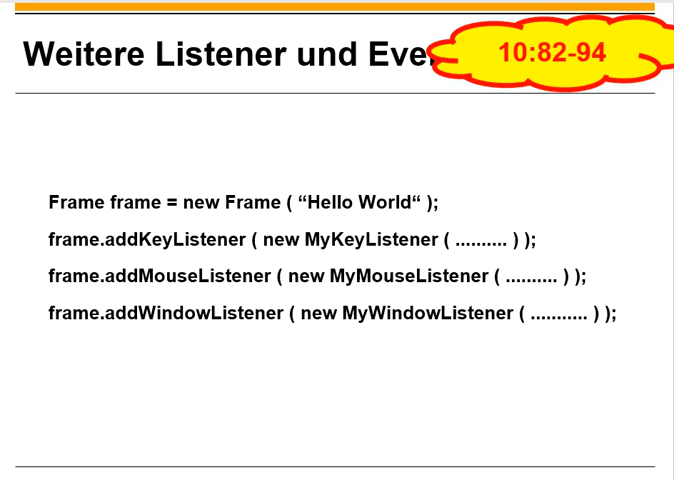 Weitere Listener und
10:82-94
Frame frame = new Frame ( “Hello World“ );
frame.addKeyListener ( new MyKeyListener ( .......... ) );
frame.addMouseListener ( new MyMouseListener ( .......... ) );
frame.addWindowListener ( new MyWindowListener ( ........... ) );